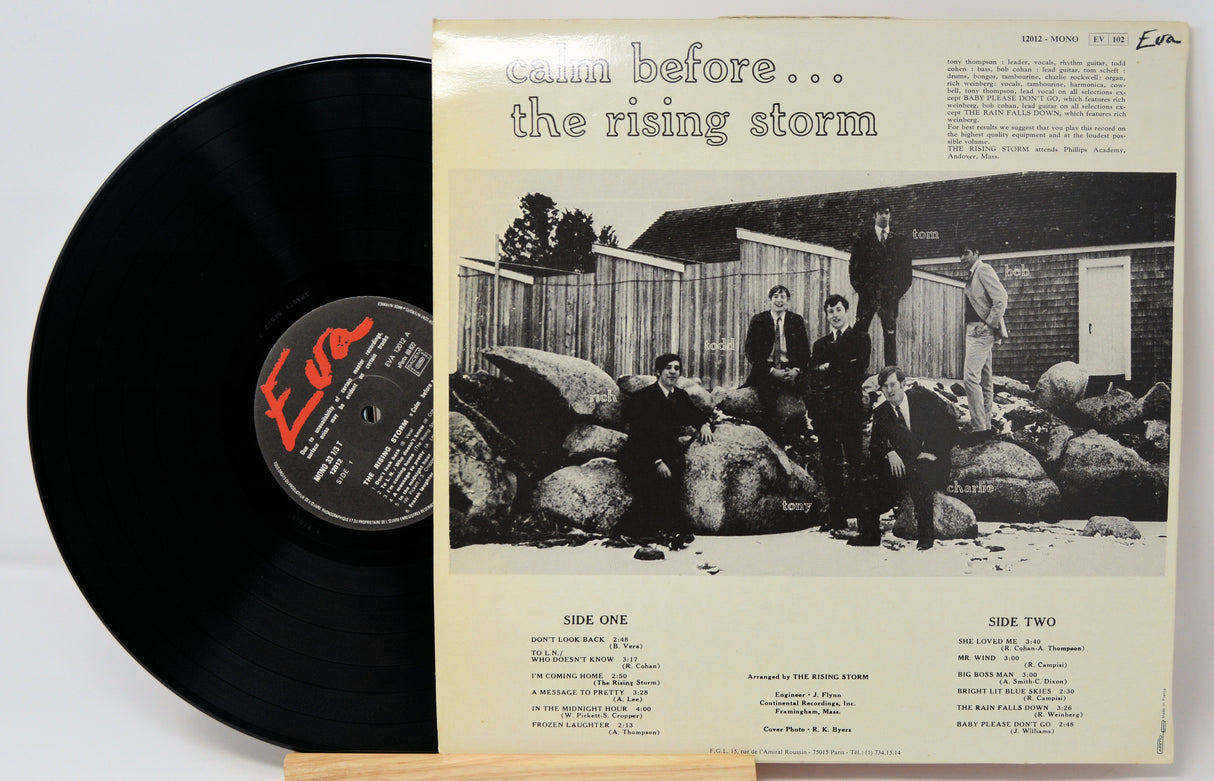 calm before...
the rising storm
12012 - MONO EV 102 Eva
tony thompson : leader, vocals, rhythm guitar, todd
cohen : bass, bob cohan : lead guitar, tom scheft :
drums, bongos, tambourine, charlie rockwell : organ,
rich weinberg : vocals, tambourine, harmonica, cow-
bell, tony thompson, lead vocal on all selections ex-
cept BABY PLEASE DON'T GO, which features rich
weinberg, bob cohan, lead guitar on all selections ex-
cept THE RAIN FALLS DOWN, which features rich
weinberg.
For best results we suggest that you play this record on
the highest quality equipment and at the loudest pos-
sible volume.
THE RISING STORM attends Phillips Academy,
Andover, Mass.
tom
bob
todd
rich
charlie
tony
SIDE ONE
DON'T LOOK BACK 2:48
(B. Vera)
TO L.N./
WHO DOESN'T KNOW 3:17
(R. Cohan)
I'M COMING HOME 2:50
(The Rising Storm)
A MESSAGE TO PRETTY 3:28
(A. Lee)
IN THE MIDNIGHT HOUR 4:00
(W. Pickett-S. Cropper)
FROZEN LAUGHTER 2:13
(A. Thompson)
Arranged by THE RISING STORM
Engineer • J. Flynn
Continental Recordings, Inc.
Framingham, Mass.
Cover Photo • R. K. Byers
SIDE TWO
SHE LOVED ME 3:40
(R. Cohan-A. Thompson)
MR. WIND 3:00
(R. Campisi)
BIG BOSS MAN 3:00
(A. Smith-C. Dixon)
BRIGHT LIT BLUE SKIES 2:30
(R. Campisi)
THE RAIN FALLS DOWN 3:26
(R. Weinberg)
BABY PLEASE DON'T GO 2:48
(J. Williams)
F.G.L. 15, rue de l'Amiral Roussin - 75015 Paris - Tél.: (1) 734.15.14
Made in France
Eva
EVA 12012 A
MONO 33 1/3 T
12012
SIDE 1
THE RISING STORM